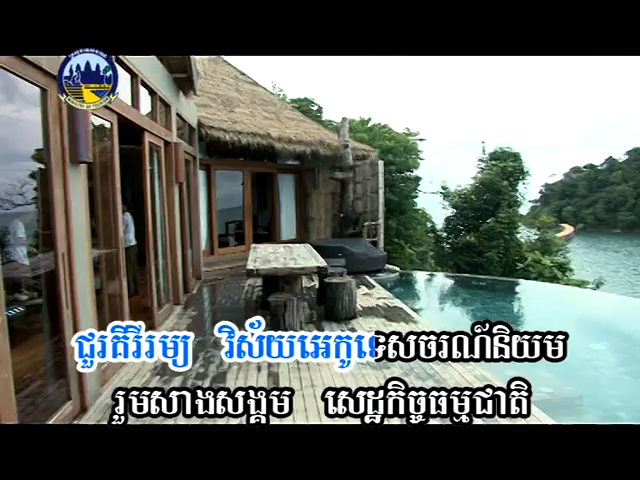 ជួរគីរីរម្យ វិស័យអេកូទេសចរណ៍និយម
រួមសាងសង្គម សេដ្ឋកិច្ចធម្មជាតិ